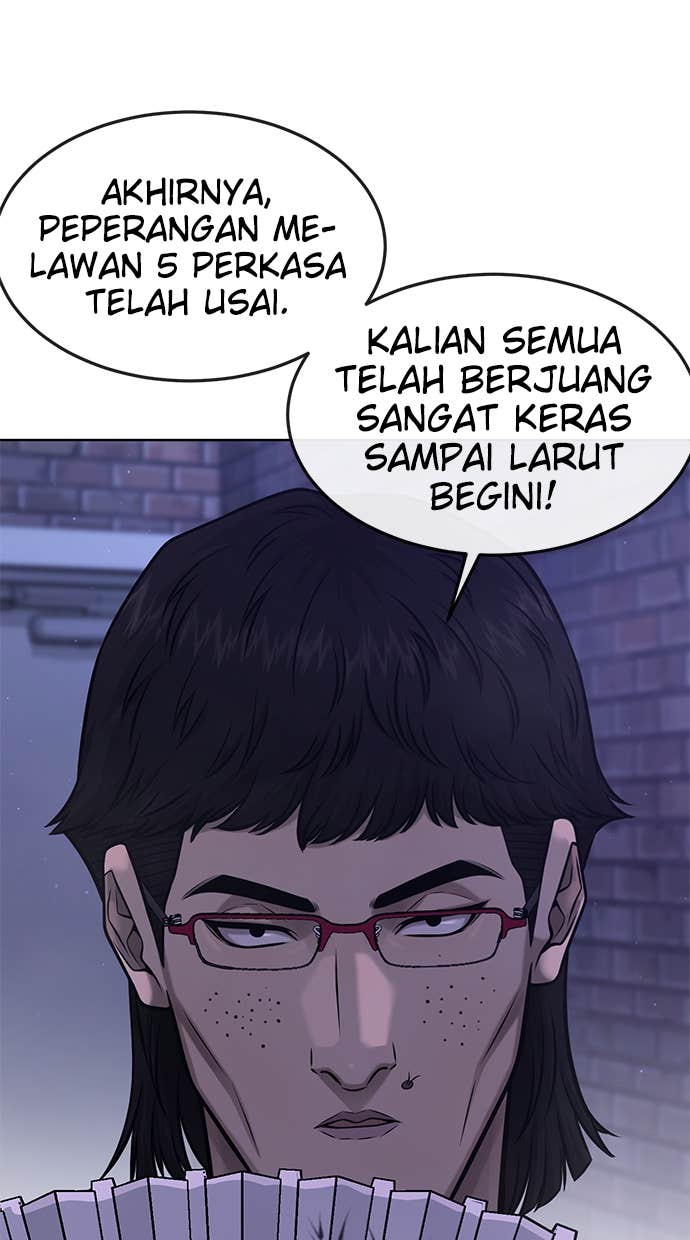 AKHIRNYA,
PEPERANGAN ME-
LAWAN 5 PERKASA
TELAH USAI.
KALIAN SEMUA
TELAH BERJUANG
SANGAT KERAS
SAMPAI LARUT
BEGINI!